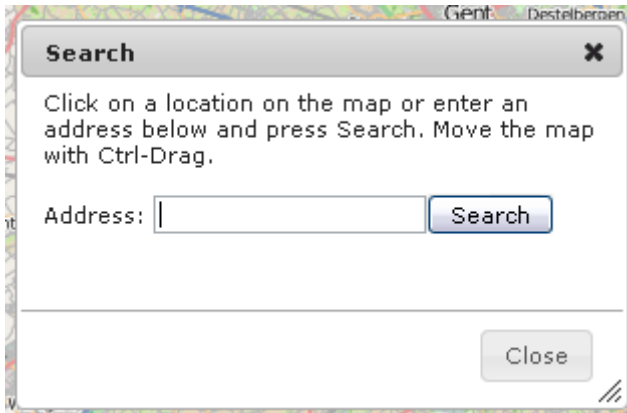 Gent Destelbergen
Search
Click on a location on the map or enter an
address below and press Search. Move the map
with Ctrl-Drag.
Address: Search
Close